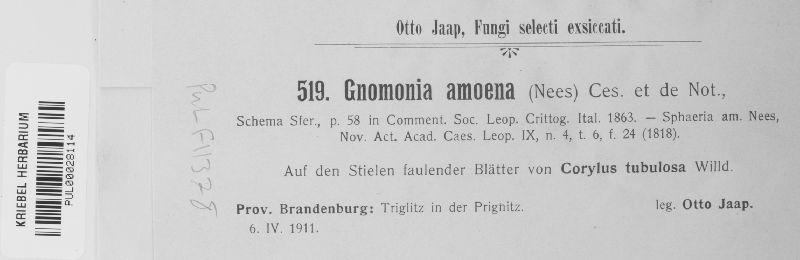 Otto Jaap, Fungi selecti exsiccati.
519. Gnomonia amoena (Nees) Ces. et de Not.,
Schema Sfer., p. 58 in Comment. Soc. Leop. Crittog. Ital. 1863. — Sphaeria am. Nees,
Nov. Act. Acad. Caes. Leop. IX, n. 4, t. 6, f. 24 (1818).
Auf den Stielen faulender Blätter von Corylus tubulosa Willd.
Prov. Brandenburg: Triglitz in der Prignitz.
leg. Otto Jaap.
6. IV. 1911.
KRIEBEL HERBARIUM
PUL00028114
PUL F11378